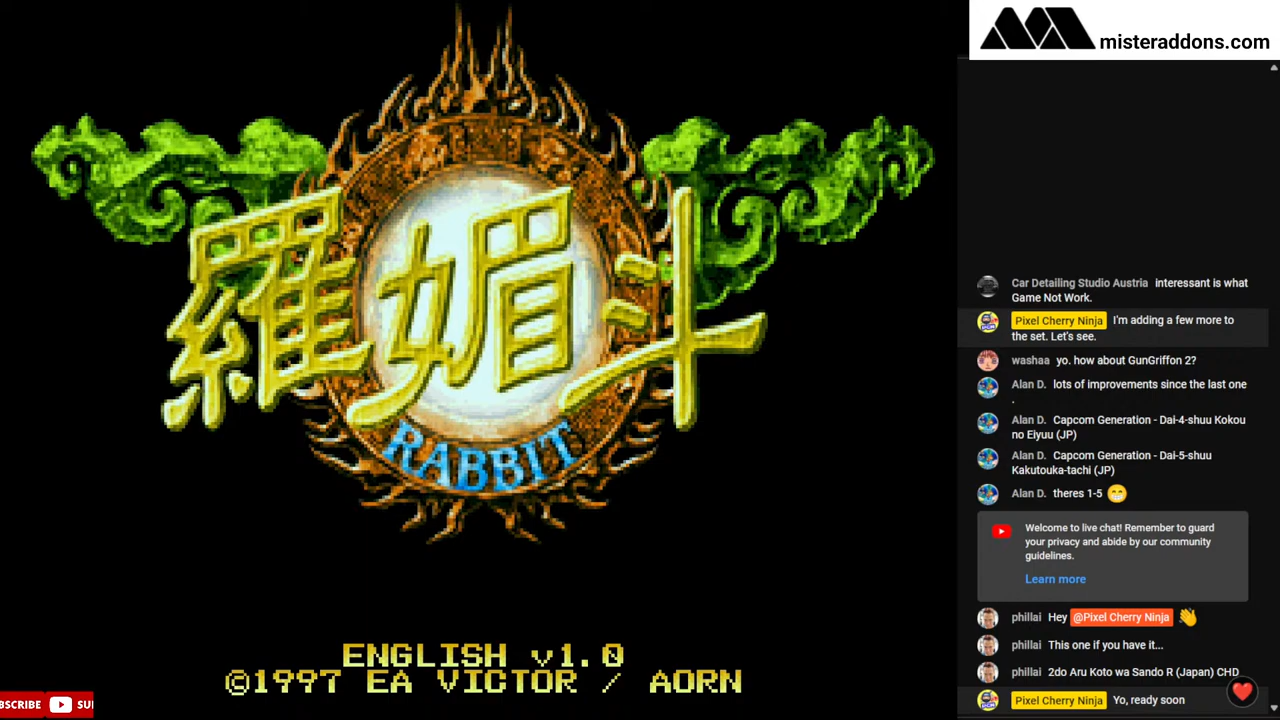 misteraddons.com
羅媚斗
RABBIT
ENGLISH v1.0
©1997 EA VICTOR / AORN
SCRIBE
SU
Car Detailing Studio Austria interessant is what
Game Not Work.
Pixel Cherry Ninja I'm adding a few more to
the set. Let's see.
washaa yo. how about GunGriffon 2?
Alan D. lots of improvements since the last one
.
Alan D. Capcom Generation - Dai-4-shuu Kokou
no Eiyuu (JP)
Alan D. Capcom Generation - Dai-5-shuu
Kakutouka-tachi (JP)
Alan D. theres 1-5 😁
Welcome to live chat! Remember to guard
your privacy and abide by our community
guidelines.
Learn more
phillai Hey @Pixel Cherry Ninja 👋
phillai This one if you have it...
phillai 2do Aru Koto wa Sando R (Japan) CHD
Pixel Cherry Ninja Yo, ready soon